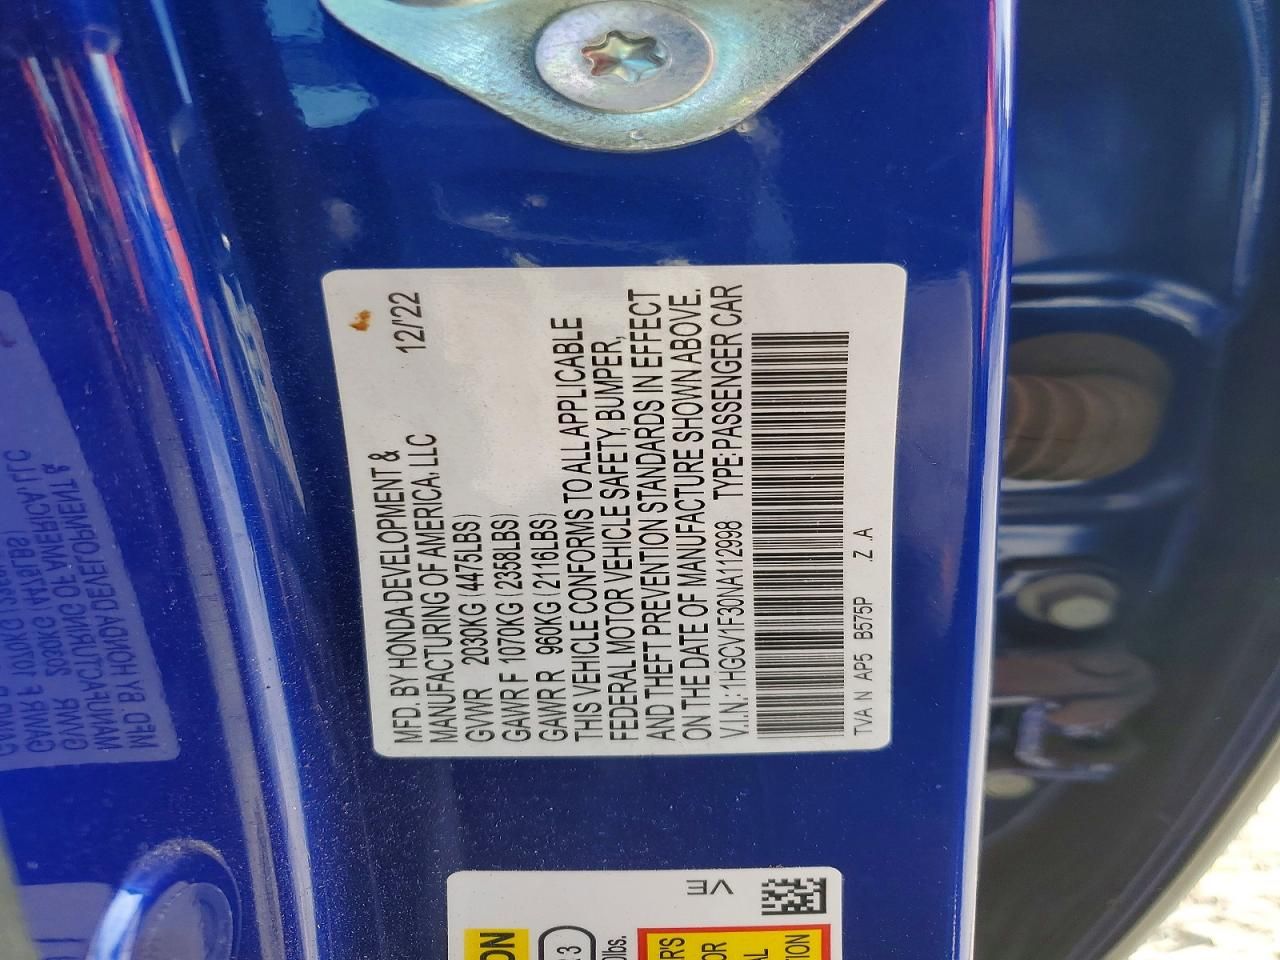 MFD. BY HONDA DEVELOPMENT & 12/'22
MANUFACTURING OF AMERICA, LLC
GVWR 2030KG (4475LBS)
GAWR F 1070KG (2358LBS)
GAWR R 960KG (2116LBS)
THIS VEHICLE CONFORMS TO ALL APPLICABLE
FEDERAL MOTOR VEHICLE SAFETY, BUMPER,
AND THEFT PREVENTION STANDARDS IN EFFECT
ON THE DATE OF MANUFACTURE SHOWN ABOVE.
V.I.N.: 1HGCV1F30NA112998 TYPE: PASSENGER CAR
TVA N AP5 B575P .Z .A
VE